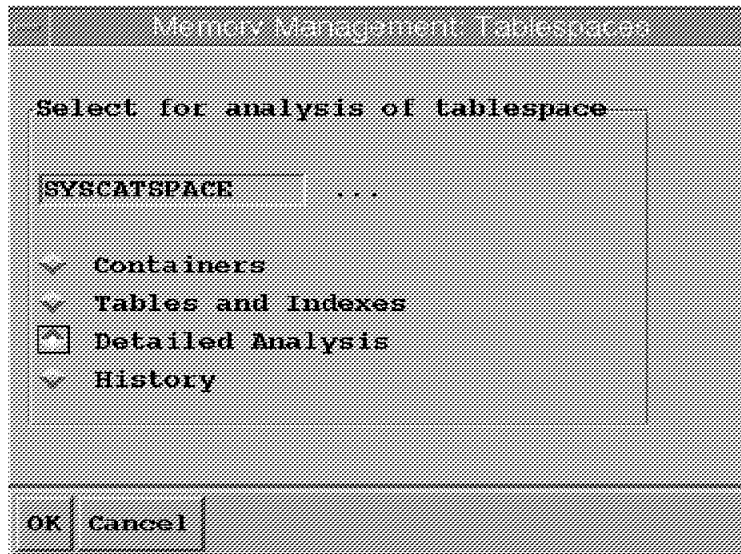 Memory Management: Tablespaces
Select for analysis of tablespace
SYSCATSPACE ...
Containers
Tables and Indexes
Detailed Analysis
History
OK Cancel